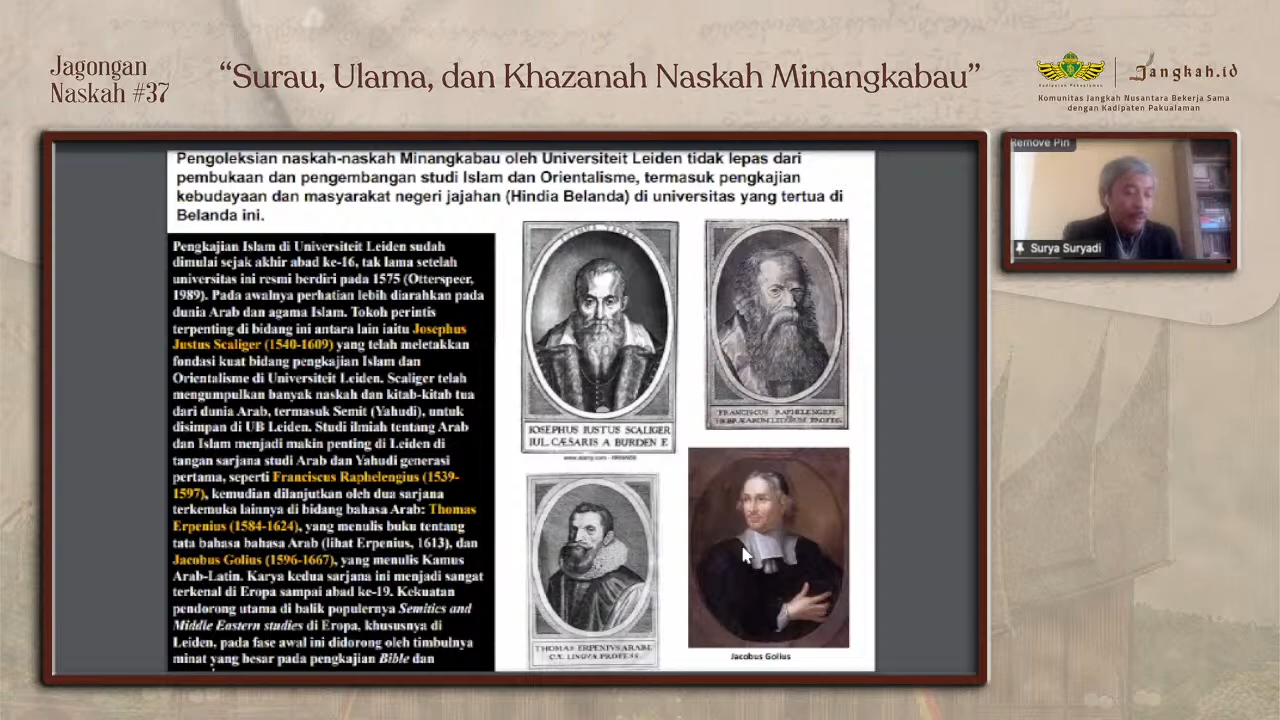 Jagongan
Naskah #37
“Surau, Ulama, dan Khazanah Naskah Minangkabau”
Kadipaten Pakualaman
Jangkah.id
Komunitas Jangkah Nusantara Bekerja Sama
dengan Kadipaten Pakualaman
Pengoleksian naskah-naskah Minangkabau oleh Universiteit Leiden tidak lepas dari
pembukaan dan pengembangan studi Islam dan Orientalisme, termasuk pengkajian
kebudayaan dan masyarakat negeri jajahan (Hindia Belanda) di universitas yang tertua di
Belanda ini.
Pengkajian Islam di Universiteit Leiden sudah
dimulai sejak akhir abad ke-16, tak lama setelah
universitas ini resmi berdiri pada 1575 (Otterspeer,
1989). Pada awalnya perhatian lebih diarahkan pada
dunia Arab dan agama Islam. Tokoh perintis
terpenting di bidang ini antara lain iaitu Josephus
Justus Scaliger (1540-1609) yang telah meletakkan
fondasi kuat bidang pengkajian Islam dan
Orientalisme di Universiteit Leiden. Scaliger telah
mengumpulkan banyak naskah dan kitab-kitab tua
dari dunia Arab, termasuk Semit (Yahudi), untuk
disimpan di UB Leiden. Studi ilmiah tentang Arab
dan Islam menjadi makin penting di Leiden di
tangan sarjana studi Arab dan Yahudi generasi
pertama, seperti Franciscus Raphelengius (1539-
1597), kemudian dilanjutkan oleh dua sarjana
terkemuka lainnya di bidang bahasa Arab: Thomas
Erpenius (1584-1624), yang menulis buku tentang
tata bahasa bahasa Arab (lihat Erpenius, 1613), dan
Jacobus Golius (1596-1667), yang menulis Kamus
Arab-Latin. Karya kedua sarjana ini menjadi sangat
terkenal di Eropa sampai abad ke-19. Kekuatan
pendorong utama di balik populernya Semitics and
Middle Eastern studies di Eropa, khususnya di
Leiden, pada fase awal ini didorong oleh timbulnya
minat yang besar pada pengkajian Bible dan
IOSEPHUS IUSTUS SCALIGER
IUL. CÆSARIS A BURDEN F.
FRANCISCUS RAPHELENGIUS
HEBRÆARUM LITERUM PROFES.
THOMAS ERPENIVS ARABI
CÆ LINGVÆ PROFESS.
Jacobus Golius
Remove Pin
Surya Suryadi